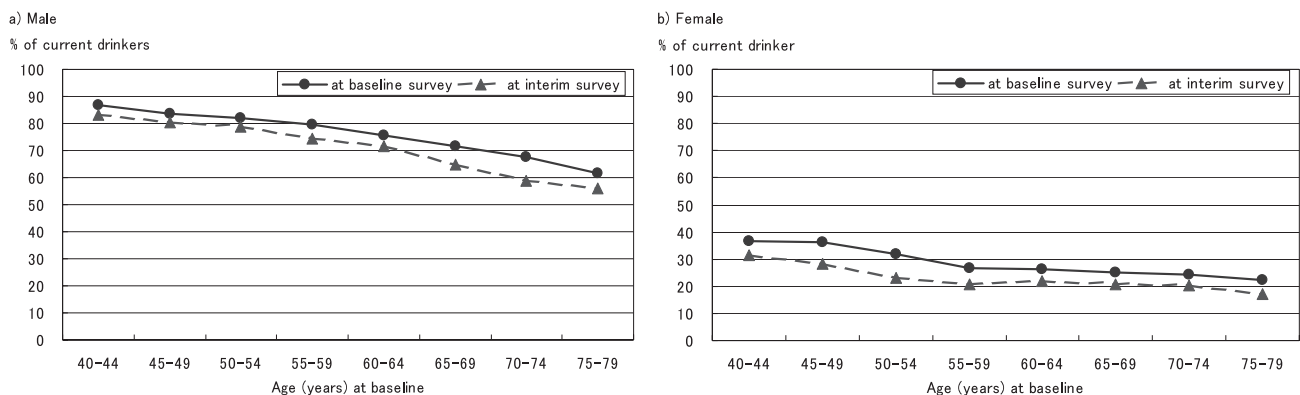 a) Male
% of current drinkers
100
90
80
70
60
50
40
30
20
10
0
at baseline survey
at interim survey
40-44 45-49 50-54 55-59 60-64 65-69 70-74 75-79
Age (years) at baseline
b) Female
% of current drinker
100
90
80
70
60
50
40
30
20
10
0
at baseline survey
at interim survey
40-44 45-49 50-54 55-59 60-64 65-69 70-74 75-79
Age (years) at baseline